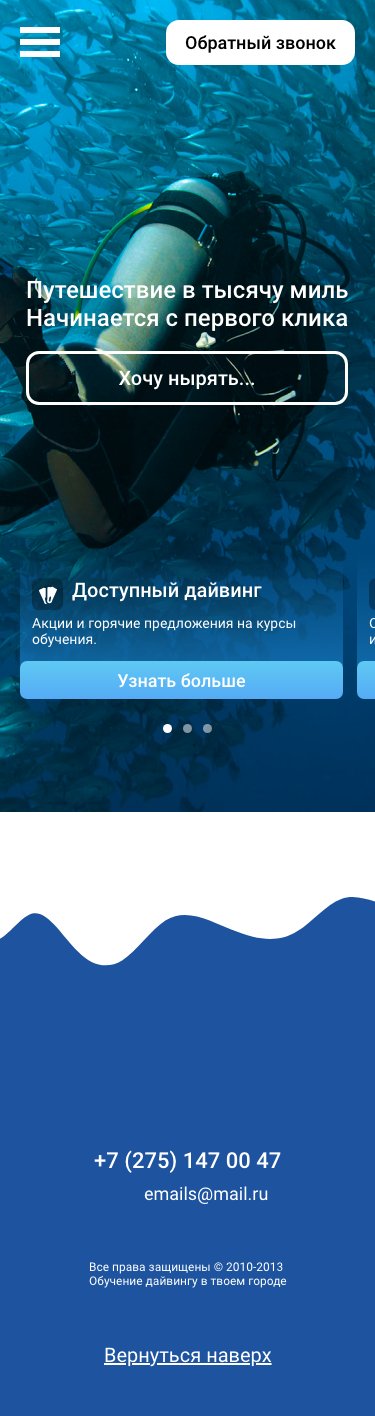 Обратный звонок
Путешествие в тысячу миль
Начинается с первого клика
Хочу нырять...
Доступный дайвинг
Акции и горячие предложения на курсы
обучения.
Узнать больше
+7 (275) 147 00 47
emails@mail.ru
Все права защищены © 2010-2013
Обучение дайвингу в твоем городе
Вернуться наверх